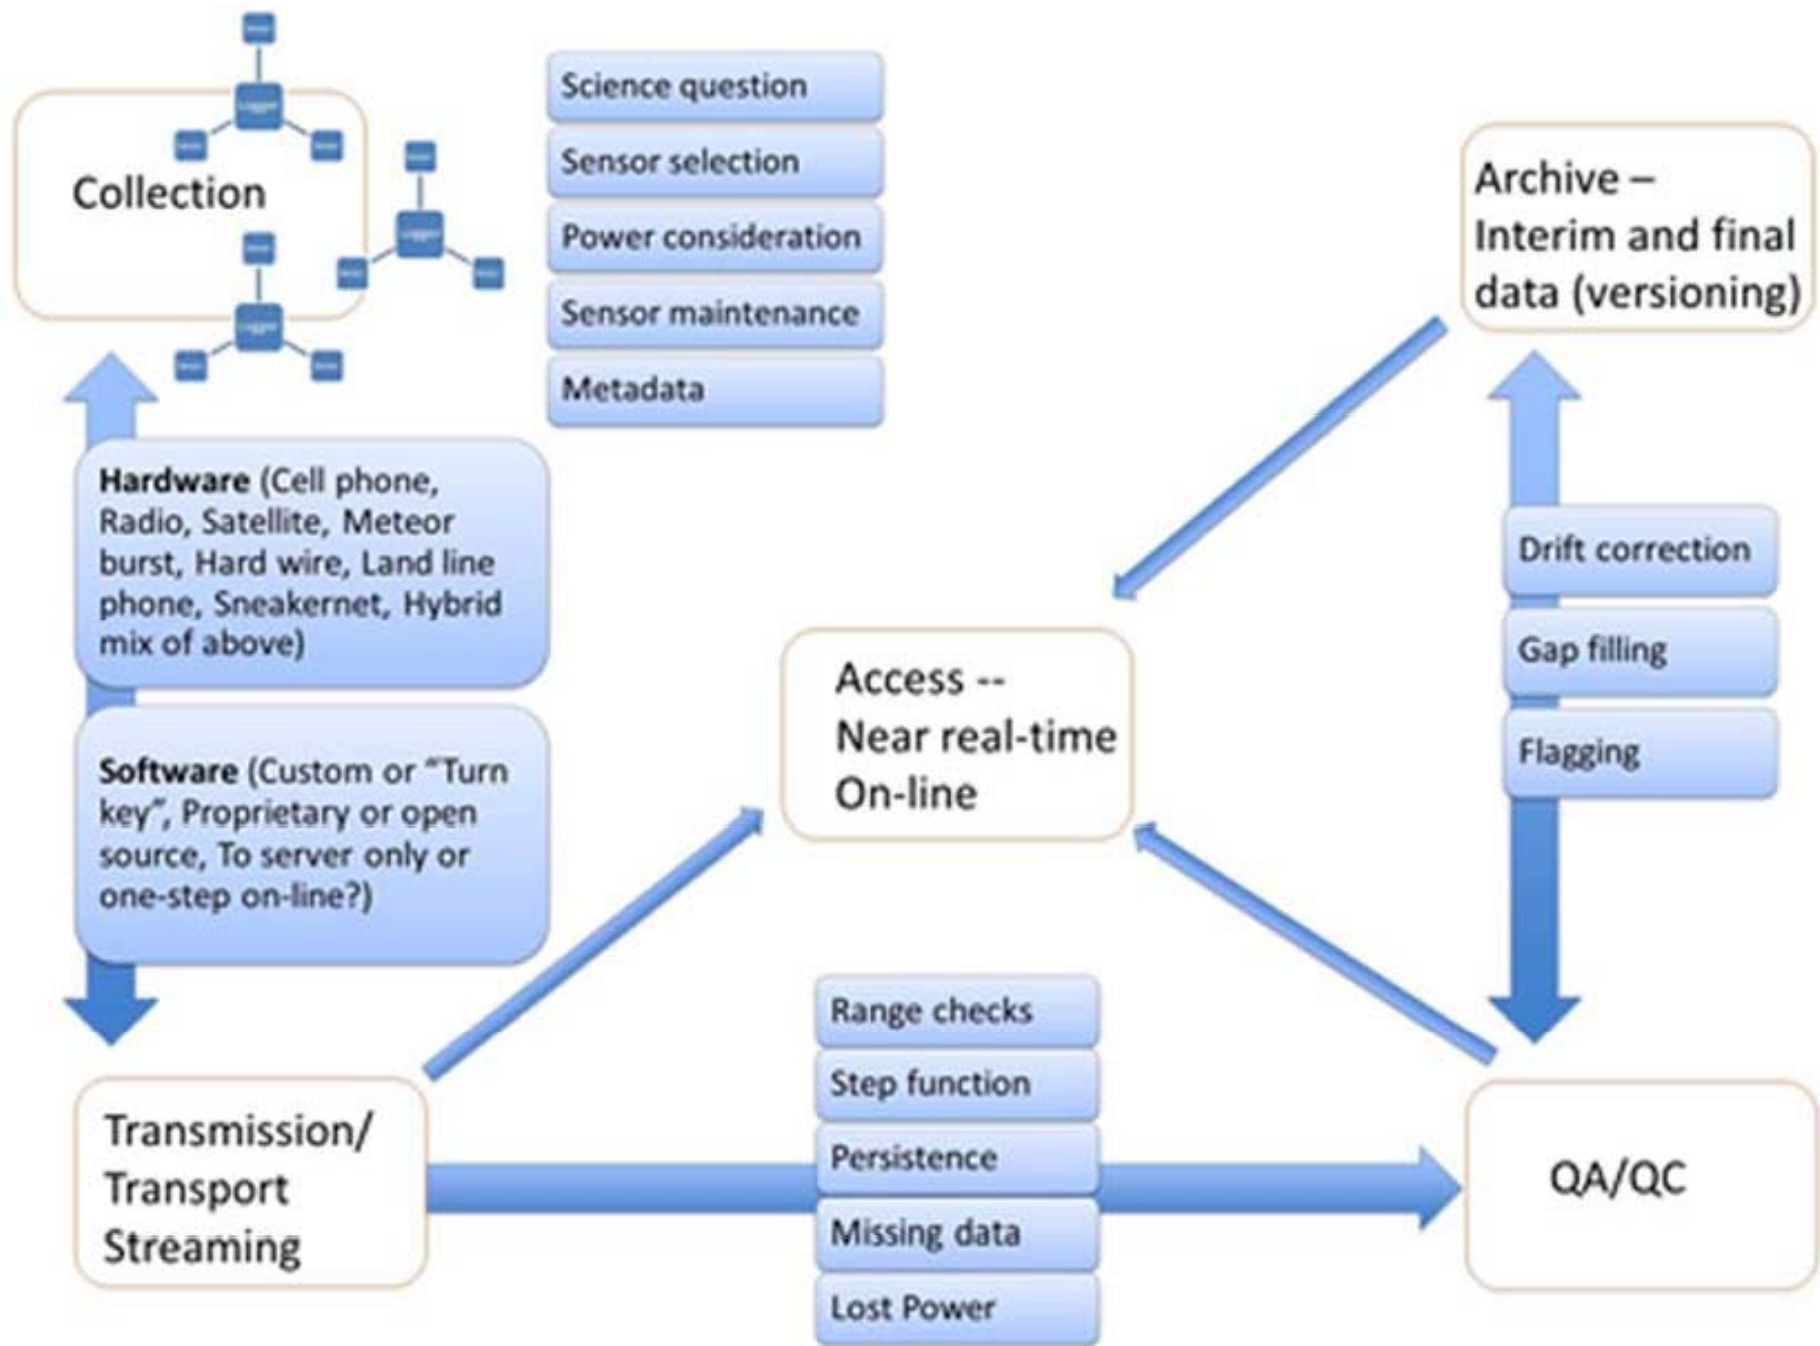 Collection
Logger
Logger
Logger
Science question
Sensor selection
Power consideration
Sensor maintenance
Metadata
Hardware (Cell phone,
Radio, Satellite, Meteor
burst, Hard wire, Land line
phone, Sneakernet, Hybrid
mix of above)
Software (Custom or “Turn
key”, Proprietary or open
source, To server only or
one-step on-line?)
Transmission/
Transport
Streaming
Access --
Near real-time
On-line
Range checks
Step function
Persistence
Missing data
Lost Power
Archive –
Interim and final
data (versioning)
Drift correction
Gap filling
Flagging
QA/QC